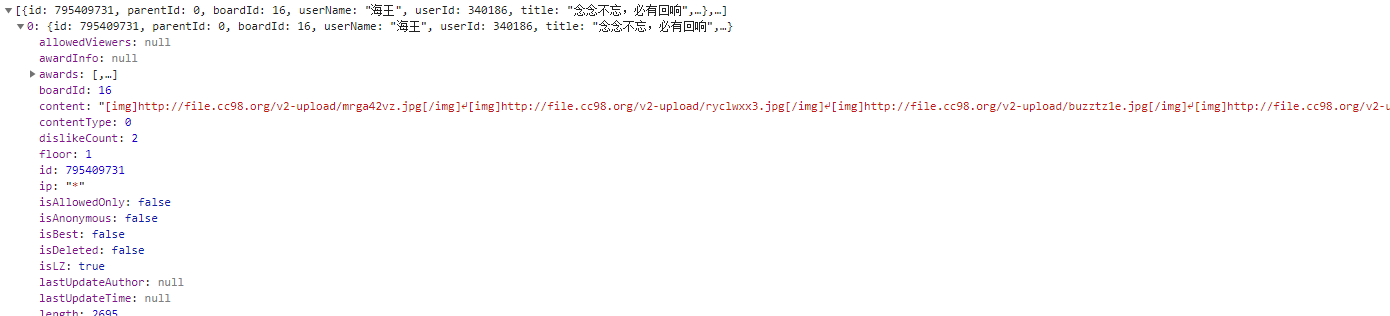 [{id: 795409731, parentId: 0, boardId: 16, userName: "海王", userId: 340186, title: "念念不忘，必有回响",…},…]
0: {id: 795409731, parentId: 0, boardId: 16, userName: "海王", userId: 340186, title: "念念不忘，必有回响",…}
allowedViewers: null
awardInfo: null
awards: [,…]
boardId: 16
content: "[img]http://file.cc98.org/v2-upload/mrga42vz.jpg[/img]↵[img]http://file.cc98.org/v2-upload/ryclwxx3.jpg[/img]↵[img]http://file.cc98.org/v2-upload/buzztz1e.jpg[/img]↵[img]http://file.cc98.org/v2-u
contentType: 0
dislikeCount: 2
floor: 1
id: 795409731
ip: "*"
isAllowedOnly: false
isAnonymous: false
isBest: false
isDeleted: false
isLZ: true
lastUpdateAuthor: null
lastUpdateTime: null
length: 2695